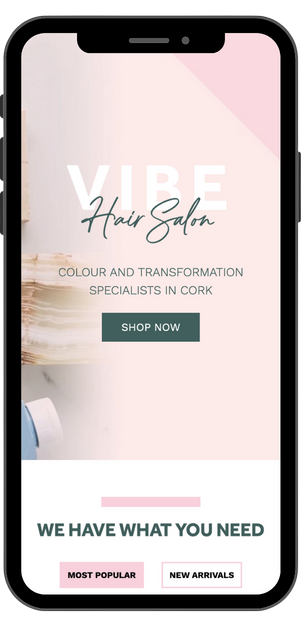 VIBE
Hair Salon
COLOUR AND TRANSFORMATION
SPECIALISTS IN CORK
SHOP NOW
WE HAVE WHAT YOU NEED
MOST POPULAR
NEW ARRIVALS